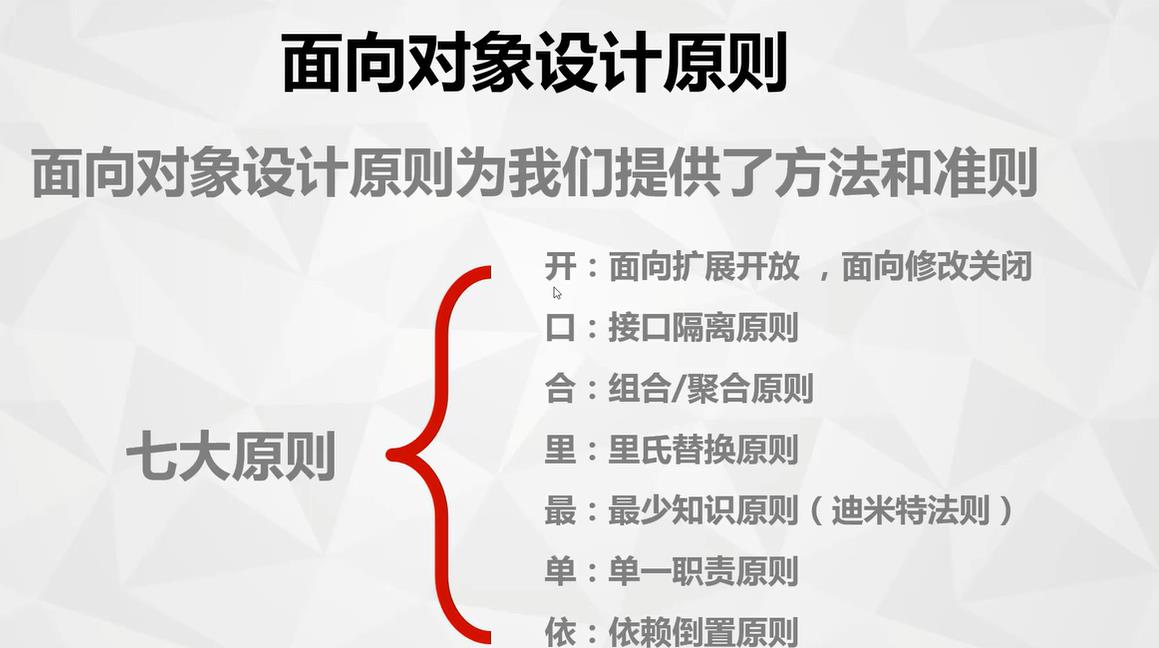 面向对象设计原则
面向对象设计原则为我们提供了方法和准则
七大原则
开：面向扩展开放 ，面向修改关闭
口：接口隔离原则
合：组合/聚合原则
里：里氏替换原则
最：最少知识原则（迪米特法则）
单：单一职责原则
依：依赖倒置原则